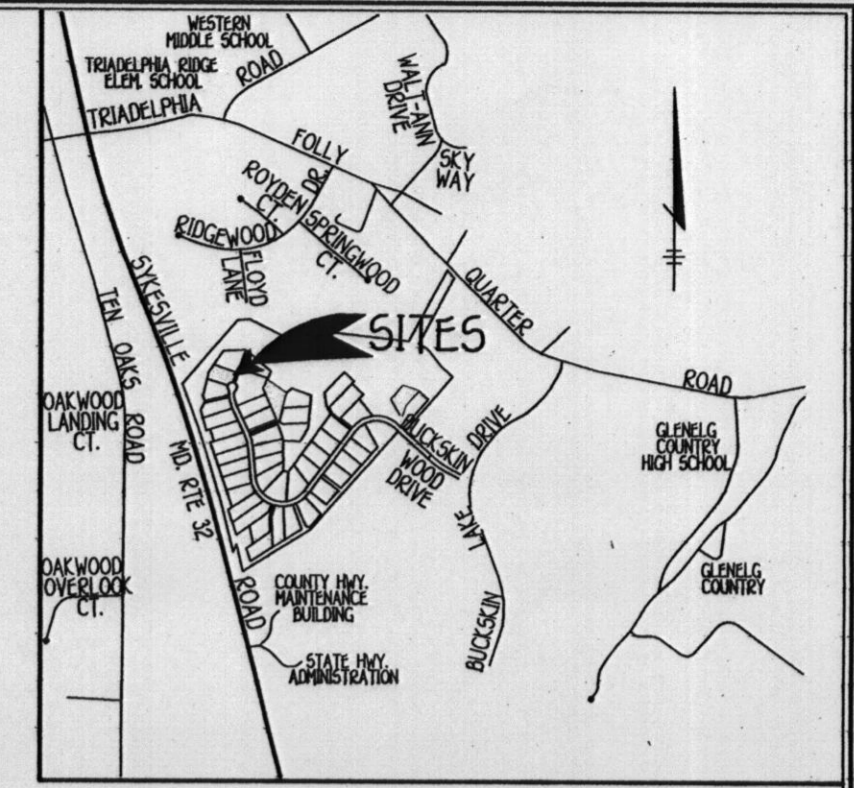 WESTERN
MIDDLE SCHOOL
TRIADELPHIA RIDGE
ELEM. SCHOOL
ROAD
TRIADELPHIA
WALT-ANN
DRIVE
FOLLY
SKY
WAY
ROYDEN
CT.
DR.
RIDGEWOOD
SPRINGWOOD
CT.
FLOYD
LANE
SYKESVILLE
QUARTER
TEN OAKS ROAD
SITES
ROAD
OAKWOOD
LANDING
CT.
BUCKSKIN
WOOD
DRIVE
DRIVE
GLENELG
COUNTRY
HIGH SCHOOL
MD. RTE 32
LAKE
OAKWOOD
OVERLOOK
CT.
ROAD
COUNTY HWY.
MAINTENANCE
BUILDING
GLENELG
COUNTRY
BUCKSKIN
STATE HWY.
ADMINISTRATION